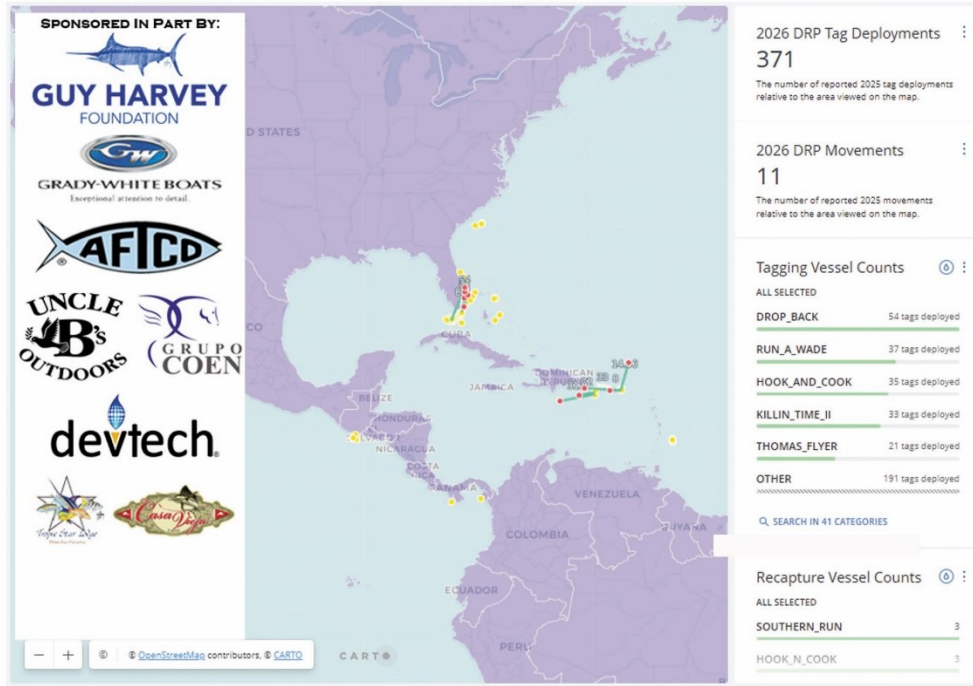 SPONSORED IN PART BY:
GUY HARVEY
FOUNDATION
GW
GRADY-WHITE BOATS
Exceptional attention to detail.
AFTCO
®
UNCLE
B's
OUTDOORS
GRUPO
COEN
devtech®
Tropic Star Lodge
Casa Vieja
D STATES
CO
CUBA
BELIZE
HONDURAS
NICARAGUA
COSTA
RICA
PANAMA
JAMAICA
DOMINICAN
VENEZUELA
GUYANA
COLOMBIA
ECUADOR
PERU
33 8
− +
© © OpenStreetMap contributors, © CARTO
CARTO
2026 DRP Tag Deployments
371
The number of reported 2025 tag deployments
relative to the area viewed on the map.
2026 DRP Movements
11
The number of reported 2025 movements
relative to the area viewed on the map.
Tagging Vessel Counts
ALL SELECTED
DROP_BACK 54 tags deployed
RUN_A_WADE 37 tags deployed
HOOK_AND_COOK 35 tags deployed
KILLIN_TIME_II 33 tags deployed
THOMAS_FLYER 21 tags deployed
OTHER 191 tags deployed
SEARCH IN 41 CATEGORIES
Recapture Vessel Counts
ALL SELECTED
SOUTHERN_RUN 3
HOOK_N_COOK 3